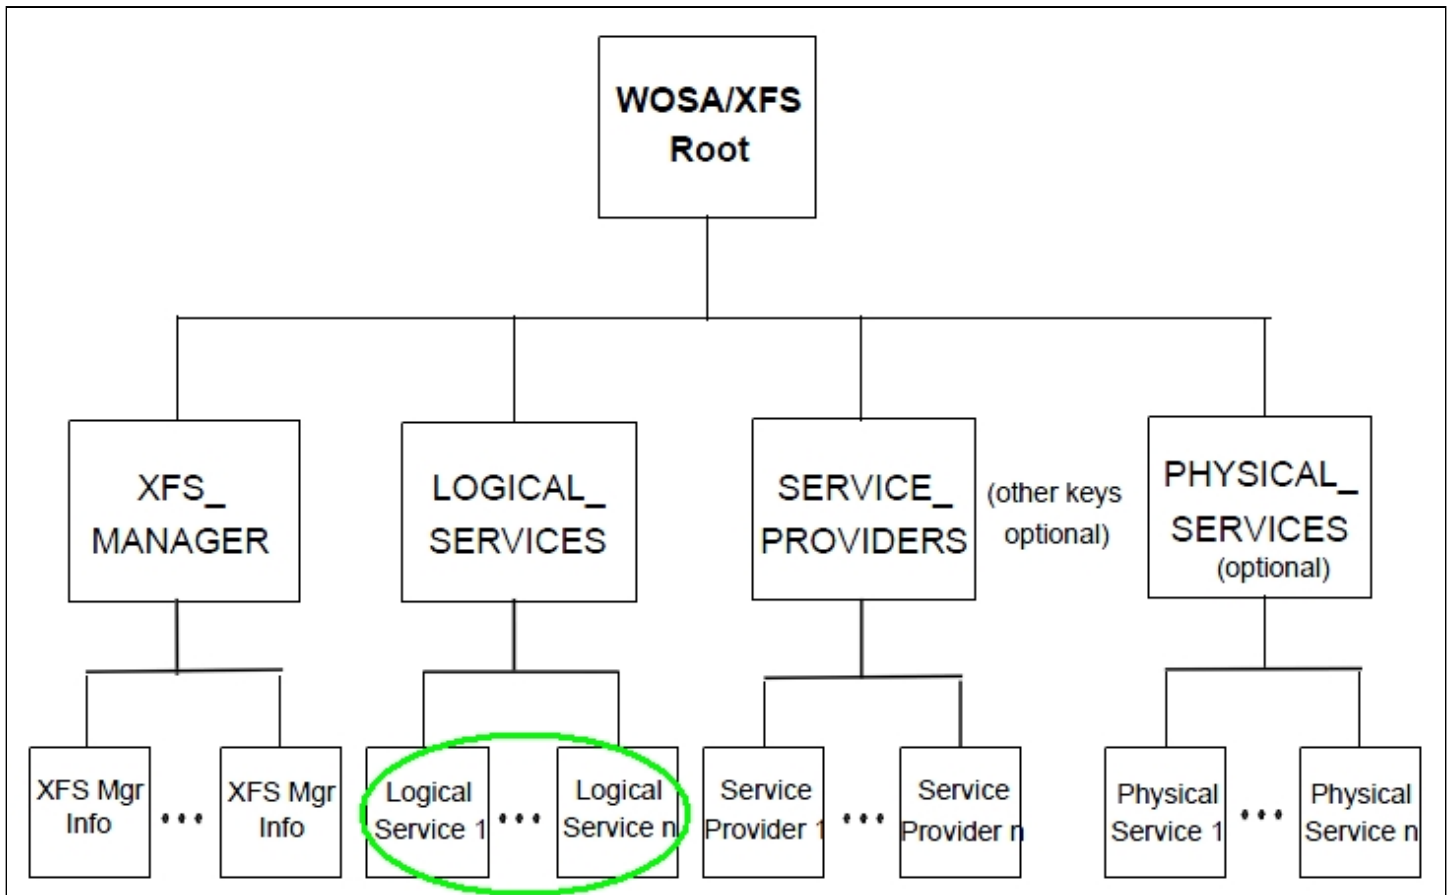 WOSA/XFS
Root
XFS_
MANAGER
LOGICAL_
SERVICES
SERVICE_
PROVIDERS
(other keys
optional)
PHYSICAL_
SERVICES
(optional)
XFS Mgr
Info
...
XFS Mgr
Info
Logical
Service 1
...
Logical
Service n
Service
Provider 1
...
Service
Provider n
Physical
Service 1
...
Physical
Service n